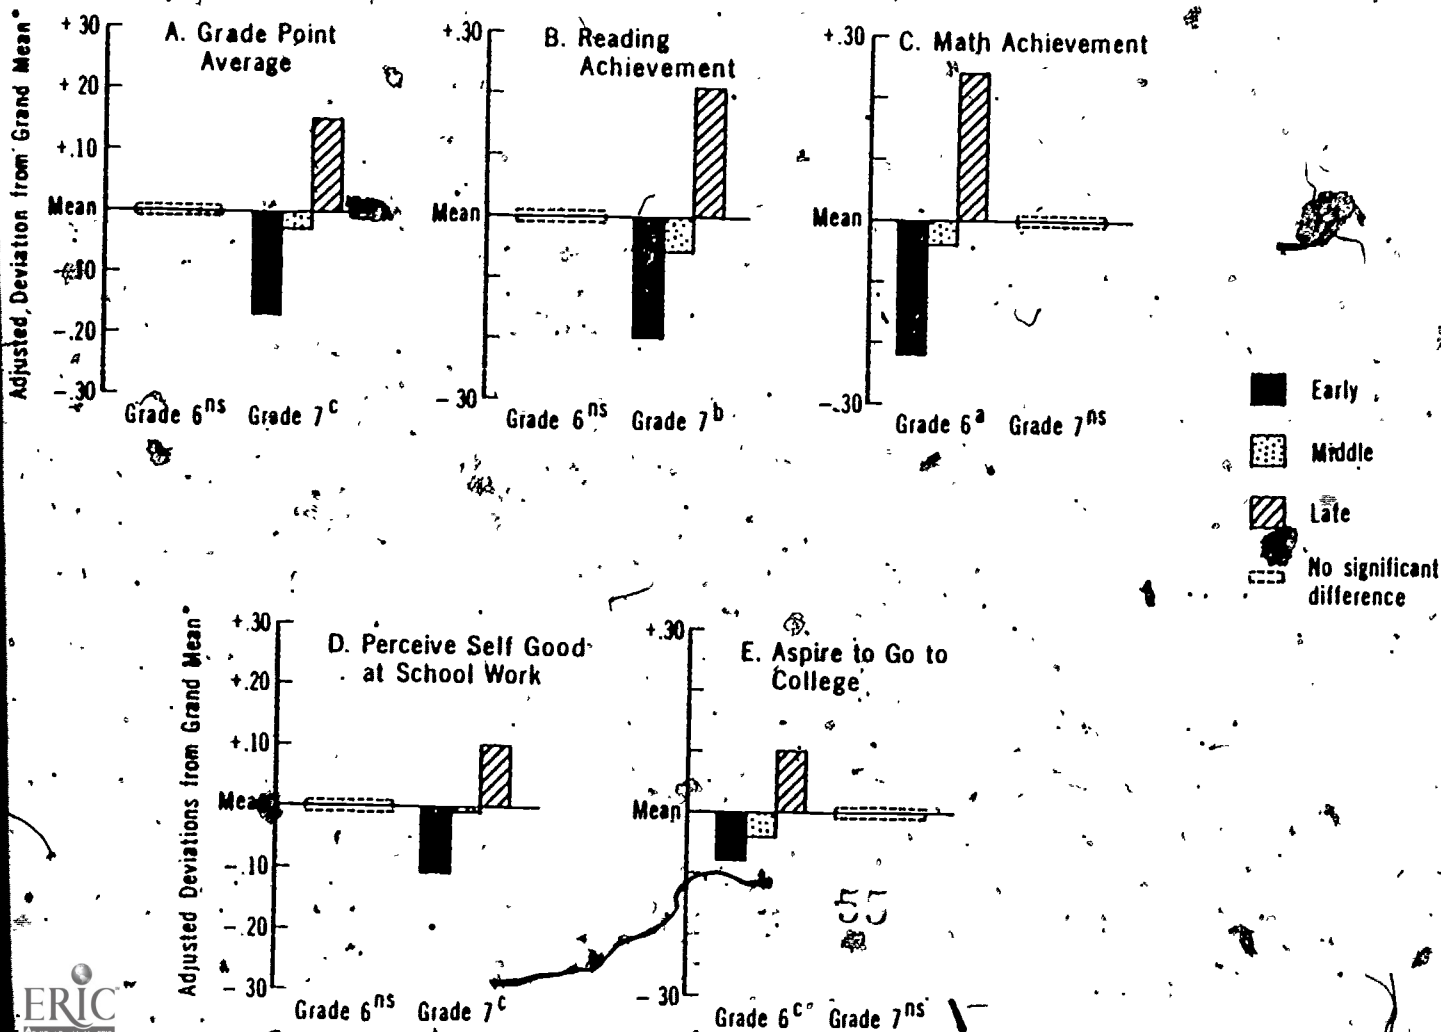 Adjusted Deviation from Grand Mean*
+ 30
+ 20
+.10
Mean
-.20
-.30
A. Grade Point
Average
Grade 6ns Grade 7c
+.30
Mean
- 30
B. Reading
Achievement
Grade 6ns Grade 7b
+.30
Mean
-.30
C. Math Achievement
Grade 6a Grade 7ns
Early
Middle
Late
No significant
difference
Adjusted Deviations from Grand Mean*
+.30
+.20
+.10
Mean
-.10
-.20
- 30
D. Perceive Self Good
at School Work
Grade 6ns Grade 7c
+.30
Mean
- 30
E. Aspire to Go to
College
Grade 6c Grade 7ns
57
ERIC